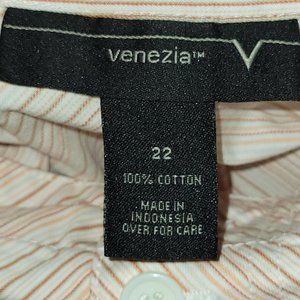 venezia™
22
100% COTTON
MADE IN
INDONESIA
OVER FOR CARE